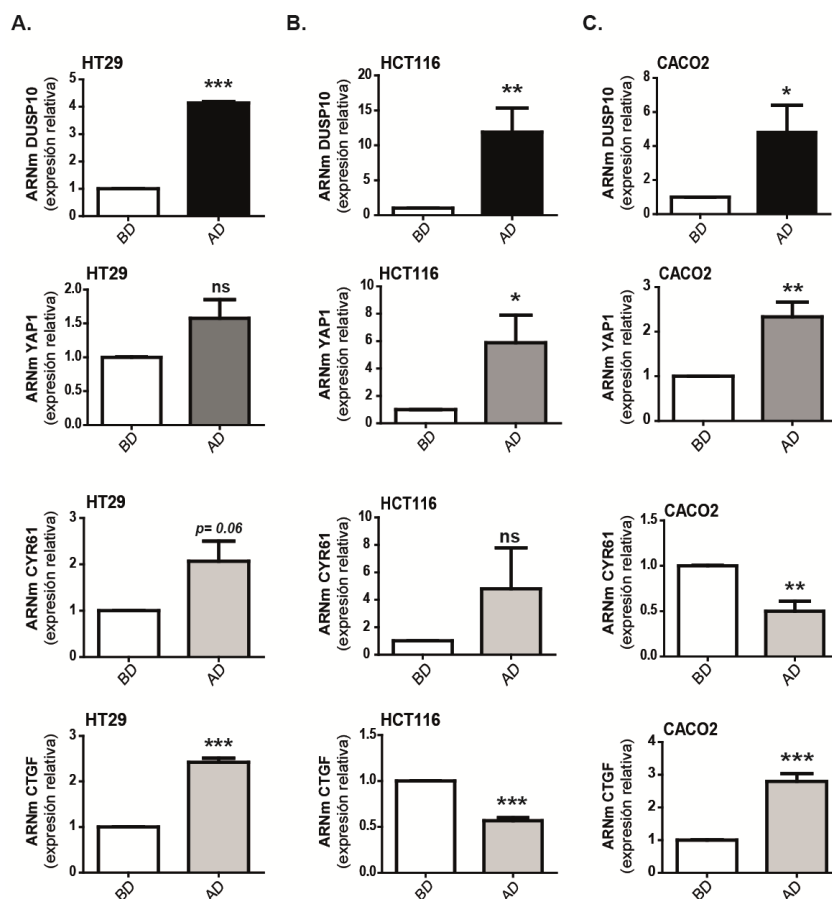 A.
B.
C.
HT29
ARNm DUSP10
(expresión relativa)
5
4
3
2
1
0
***
BD
AD
HCT116
ARNm DUSP10
(expresión relativa)
20
15
10
5
0
**
BD
AD
CACO2
ARNm DUSP10
(expresión relativa)
8
6
4
2
0
*
BD
AD
HT29
ARNm YAP1
(expresión relativa)
2.0
1.5
1.0
0.5
0.0
ns
BD
AD
HCT116
ARNm YAP1
(expresión relativa)
10
8
6
4
2
0
*
BD
AD
CACO2
ARNm YAP1
(expresión relativa)
3
2
1
0
**
BD
AD
HT29
ARNm CYR61
(expresión relativa)
3
2
1
0
p= 0.06
BD
AD
HCT116
ARNm CYR61
(expresión relativa)
10
8
6
4
2
0
ns
BD
AD
CACO2
ARNm CYR61
(expresión relativa)
1.5
1.0
0.5
0.0
**
BD
AD
HT29
ARNm CTGF
(expresión relativa)
3
2
1
0
***
BD
AD
HCT116
ARNm CTGF
(expresión relativa)
1.5
1.0
0.5
0.0
***
BD
AD
CACO2
ARNm CTGF
(expresión relativa)
4
3
2
1
0
***
BD
AD